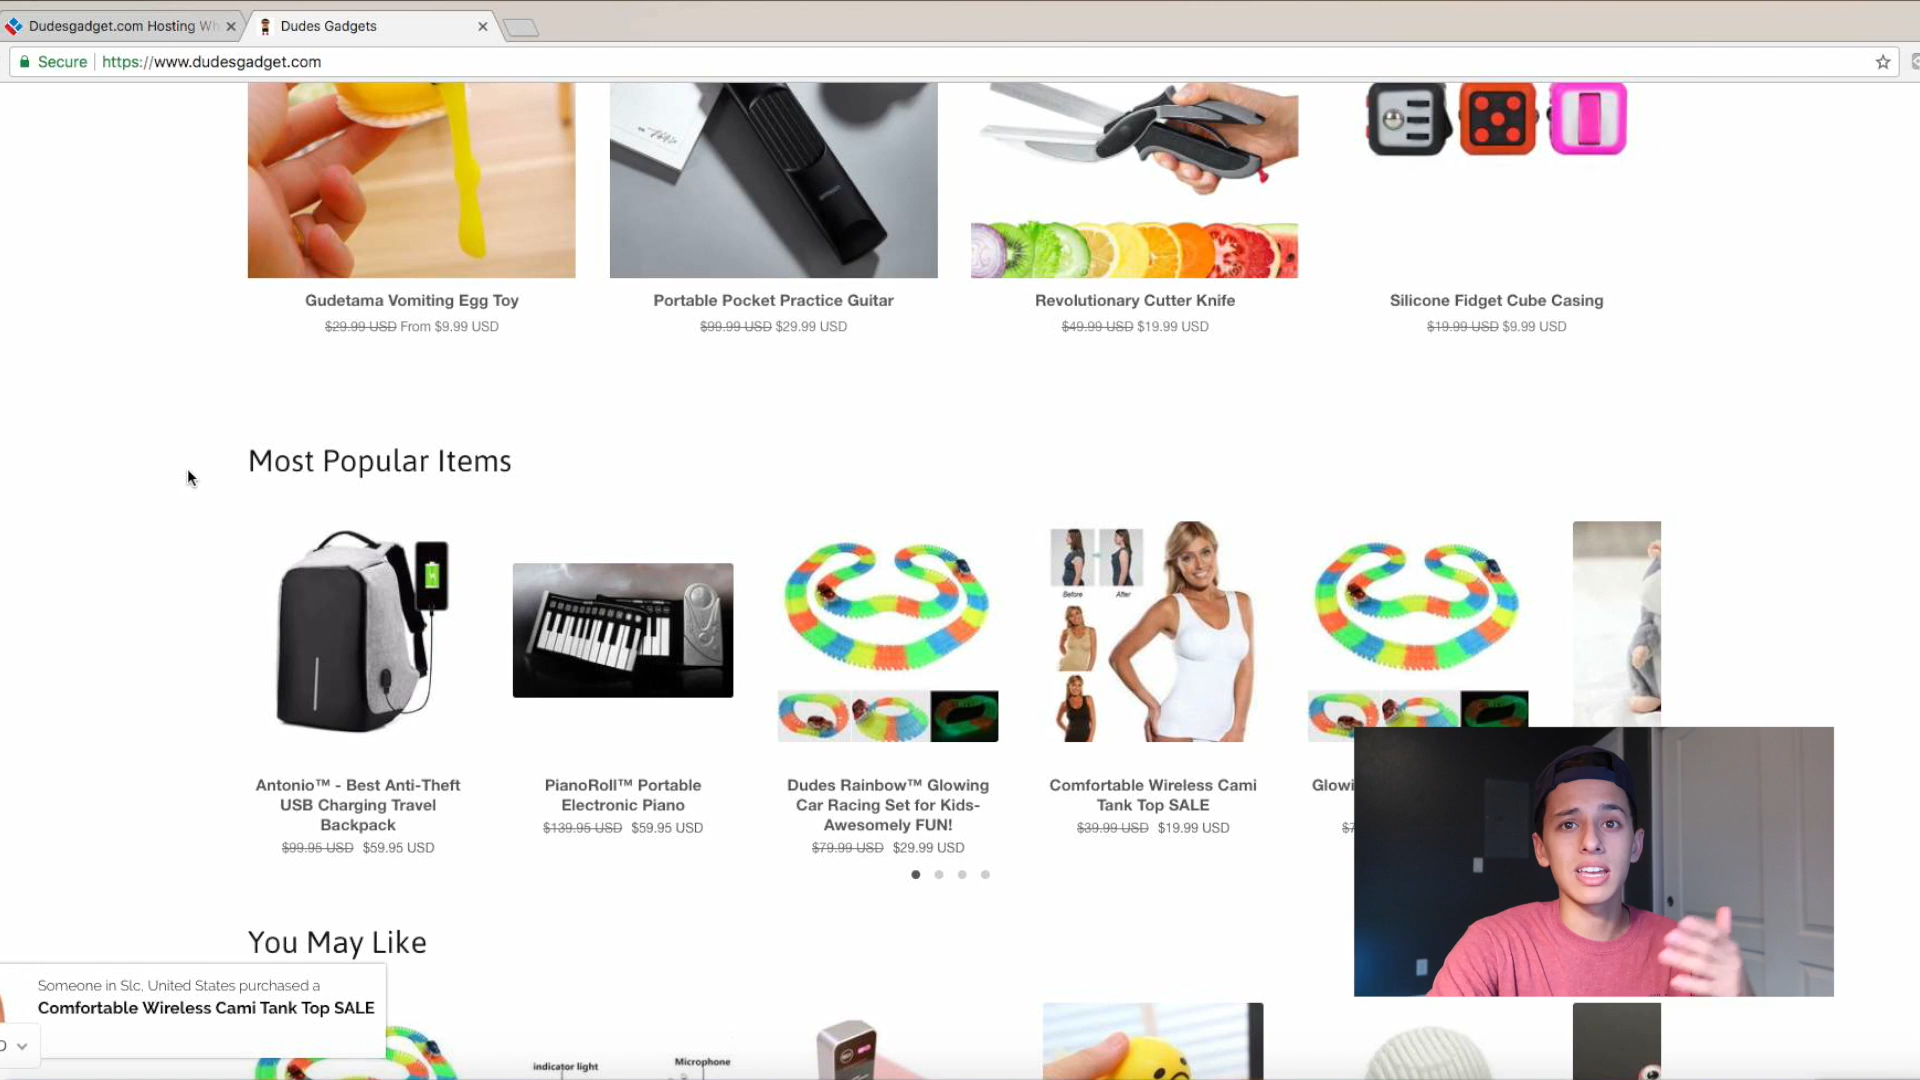 Dudesgadget.com Hosting Wh
Dudes Gadgets
Secure
https://www.dudesgadget.com
Gudetama Vomiting Egg Toy
$29.99 USD From $9.99 USD
Portable Pocket Practice Guitar
$99.99 USD $29.99 USD
Revolutionary Cutter Knife
$49.99 USD $19.99 USD
Silicone Fidget Cube Casing
$19.99 USD $9.99 USD
Most Popular Items
Before
After
Antonio™ - Best Anti-Theft
USB Charging Travel
Backpack
$99.95 USD $59.95 USD
PianoRoll™ Portable
Electronic Piano
$139.95 USD $59.95 USD
Dudes Rainbow™ Glowing
Car Racing Set for Kids-
Awesomely FUN!
$79.99 USD $29.99 USD
Comfortable Wireless Cami
Tank Top SALE
$39.99 USD $19.99 USD
Glowi
$7
You May Like
Someone in Slc, United States purchased a
Comfortable Wireless Cami Tank Top SALE
D
indicator light
Microphone